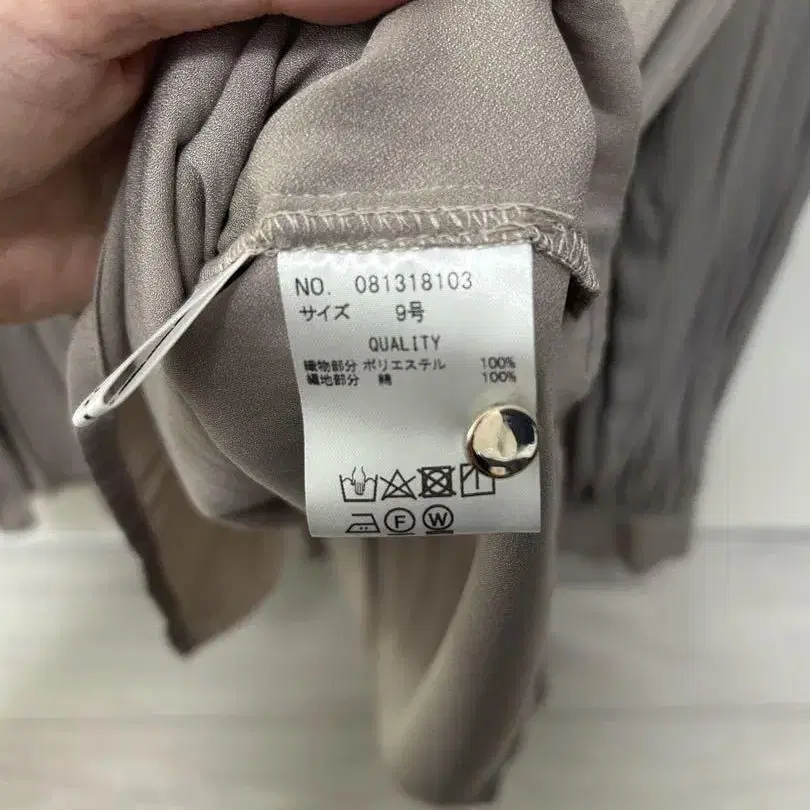 NO. 081318103
サイズ 9号
QUALITY
織物部分 ポリエステル 100%
編地部分 綿 100%
F W